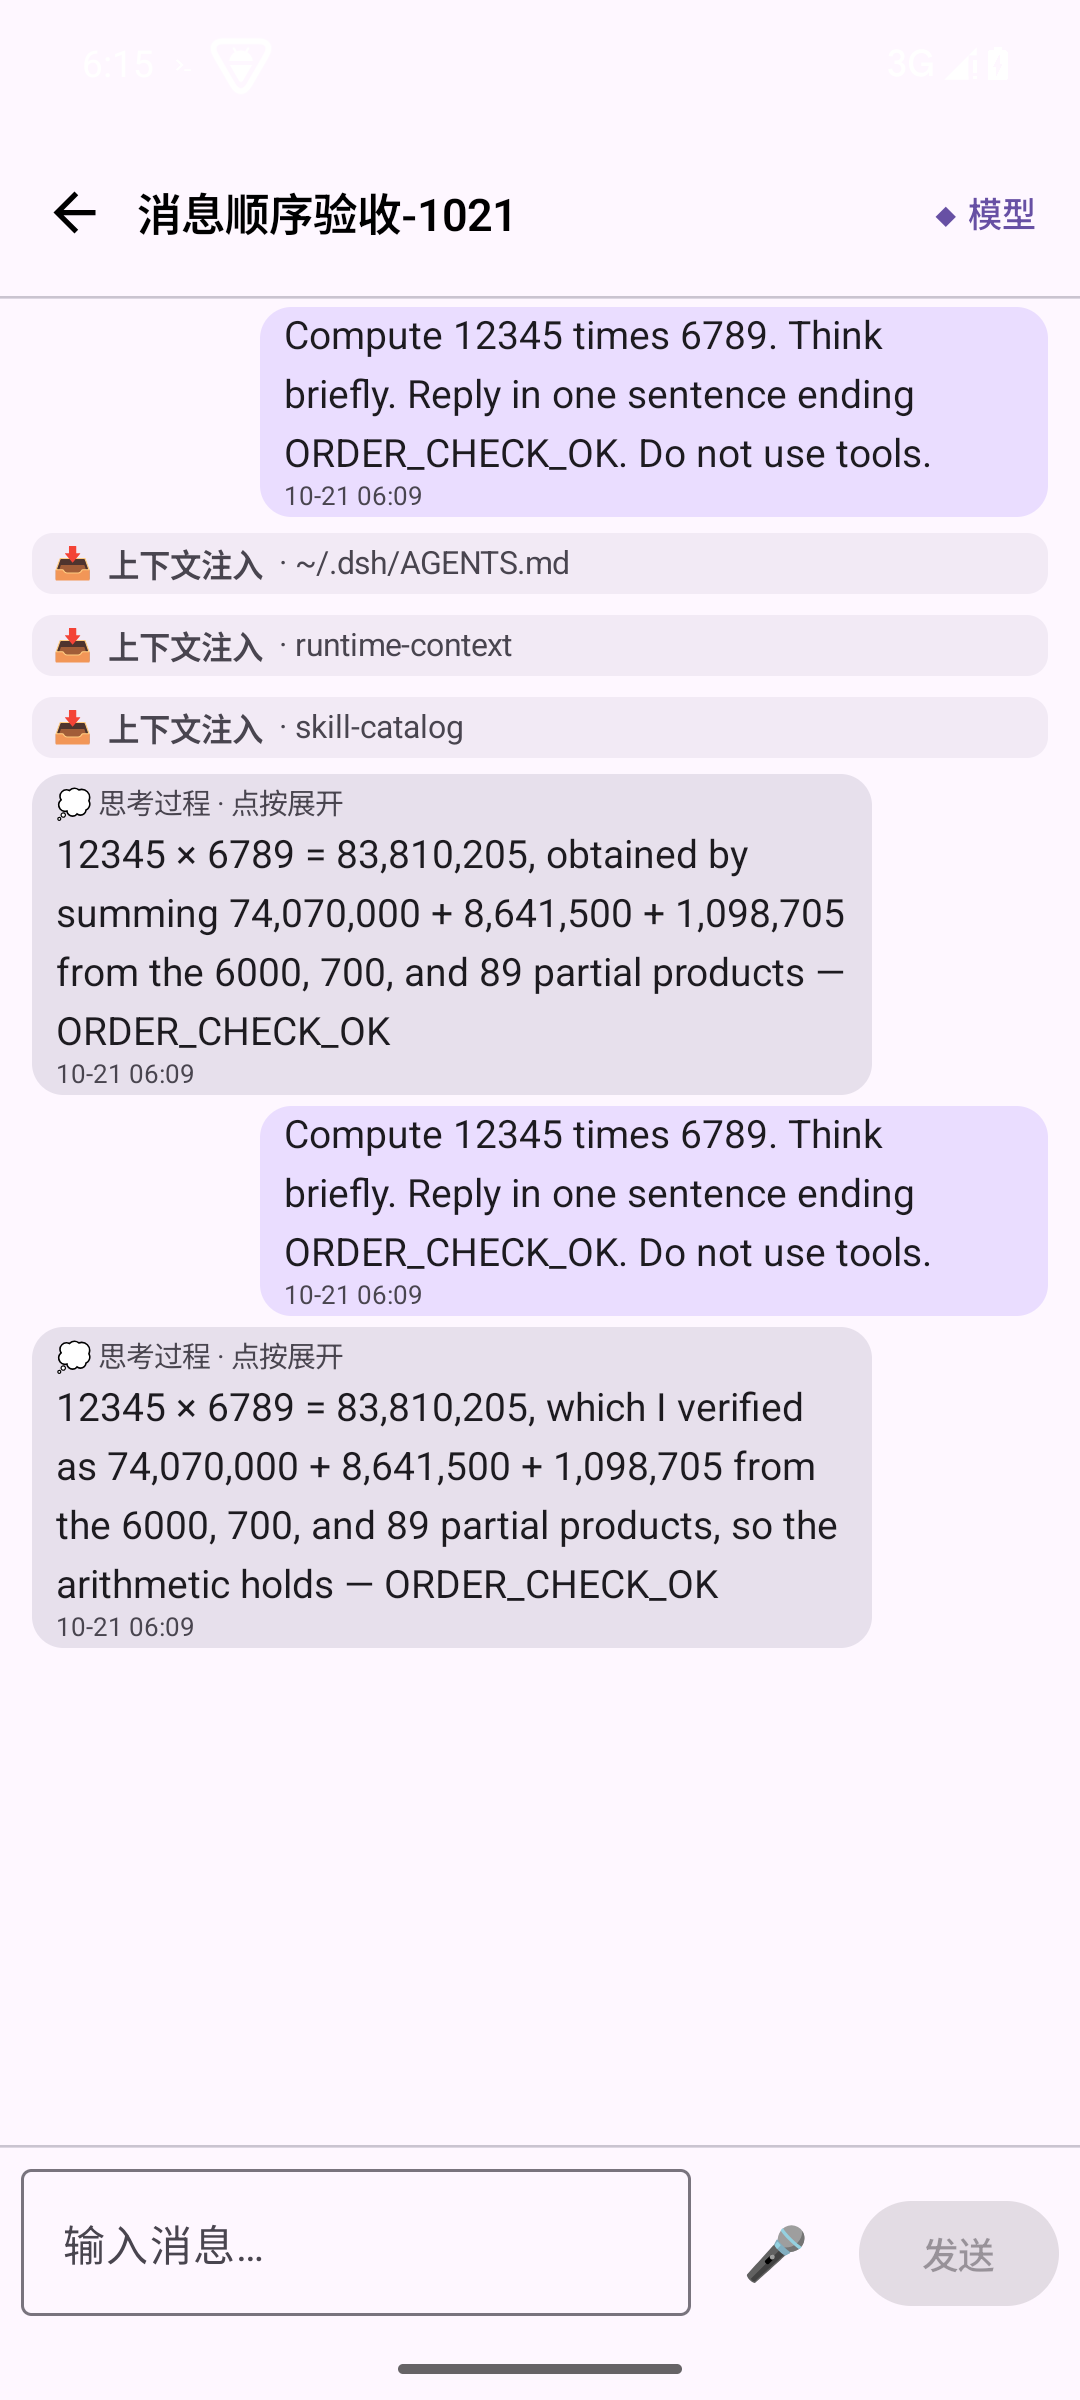 6:15
3G
消息顺序验收-1021
◆ 模型
Compute 12345 times 6789. Think
briefly. Reply in one sentence ending
ORDER_CHECK_OK. Do not use tools.
10-21 06:09
上下文注入 · ~/.dsh/AGENTS.md
上下文注入 · runtime-context
上下文注入 · skill-catalog
思考过程 · 点按展开
12345 × 6789 = 83,810,205, obtained by
summing 74,070,000 + 8,641,500 + 1,098,705
from the 6000, 700, and 89 partial products —
ORDER_CHECK_OK
10-21 06:09
Compute 12345 times 6789. Think
briefly. Reply in one sentence ending
ORDER_CHECK_OK. Do not use tools.
10-21 06:09
思考过程 · 点按展开
12345 × 6789 = 83,810,205, which I verified
as 74,070,000 + 8,641,500 + 1,098,705 from
the 6000, 700, and 89 partial products, so the
arithmetic holds — ORDER_CHECK_OK
10-21 06:09
输入消息…
发送